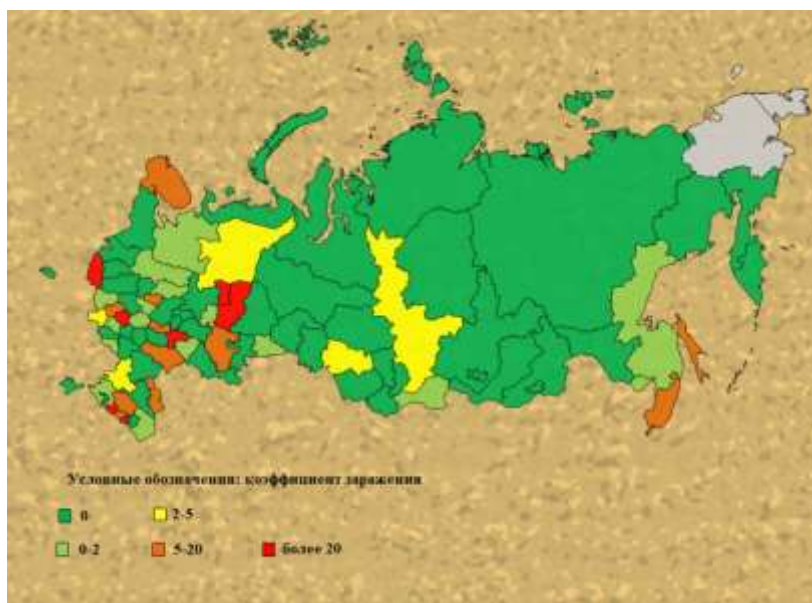 Условные обозначения: коэффициент заражения
0 2-5
0-2 5-20 более 20